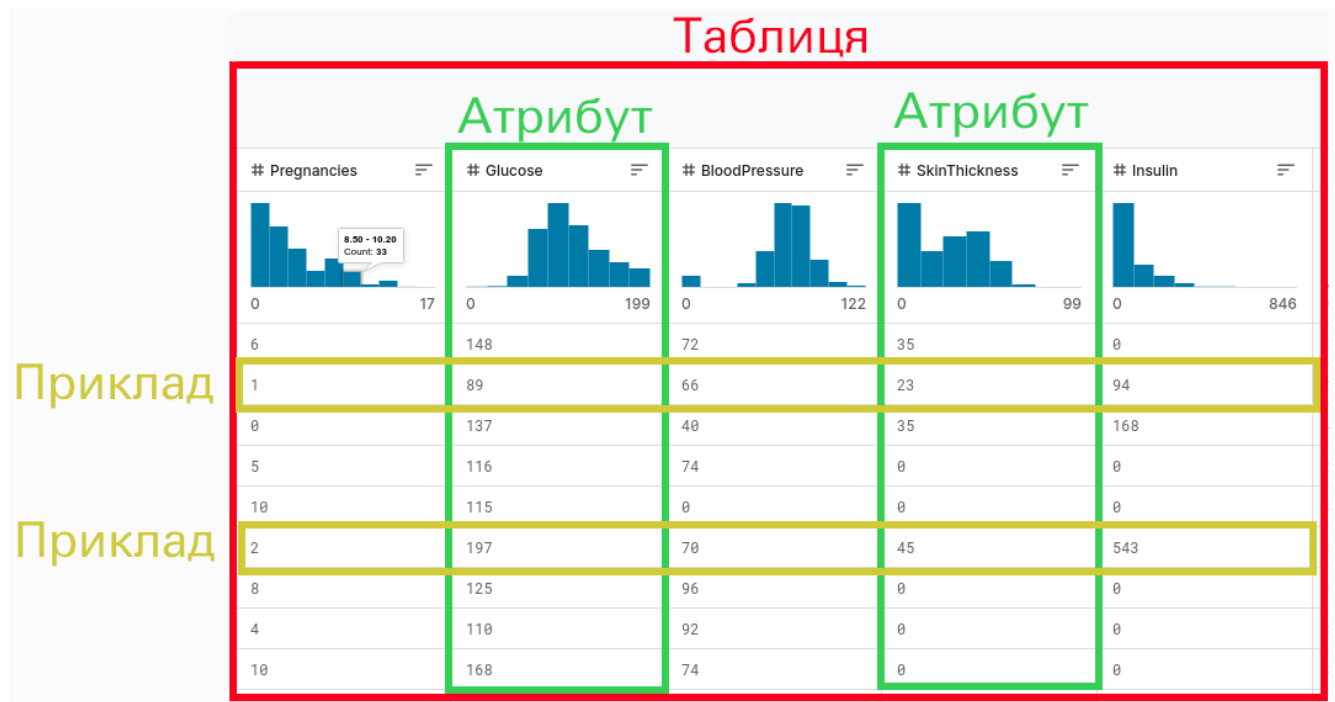 Таблиця
Атрибут Атрибут
# Pregnancies # Glucose # BloodPressure # SkinThickness # Insulin
8.50 - 10.20
Count: 33
0 17 0 199 0 122 0 99 0 846
6 148 72 35 0
Приклад 1 89 66 23 94
0 137 40 35 168
5 116 74 0 0
10 115 0 0 0
Приклад 2 197 70 45 543
8 125 96 0 0
4 110 92 0 0
10 168 74 0 0